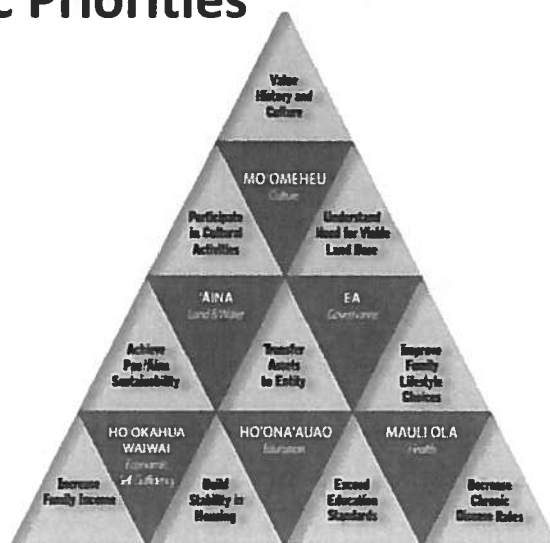 c Priorities
Value
History and
Culture
MO'OMEHEU
Culture
Participate
in Cultural
Activities
Understand
Need for Viable
Land Base
'ĀINA
Land & Water
EA
Governance
Achieve
Pae 'Āina
Sustainability
Transfer
Assets
to Entity
Improve
Family
Lifestyle
Choices
HO OKAHUA
WAIWAI
Economic
Self-Sufficiency
HO'ONA'AUAO
Education
MAULI OLA
Health
Increase
Family Income
Build
Stability in
Housing
Exceed
Education
Standards
Decrease
Chronic
Disease Rates